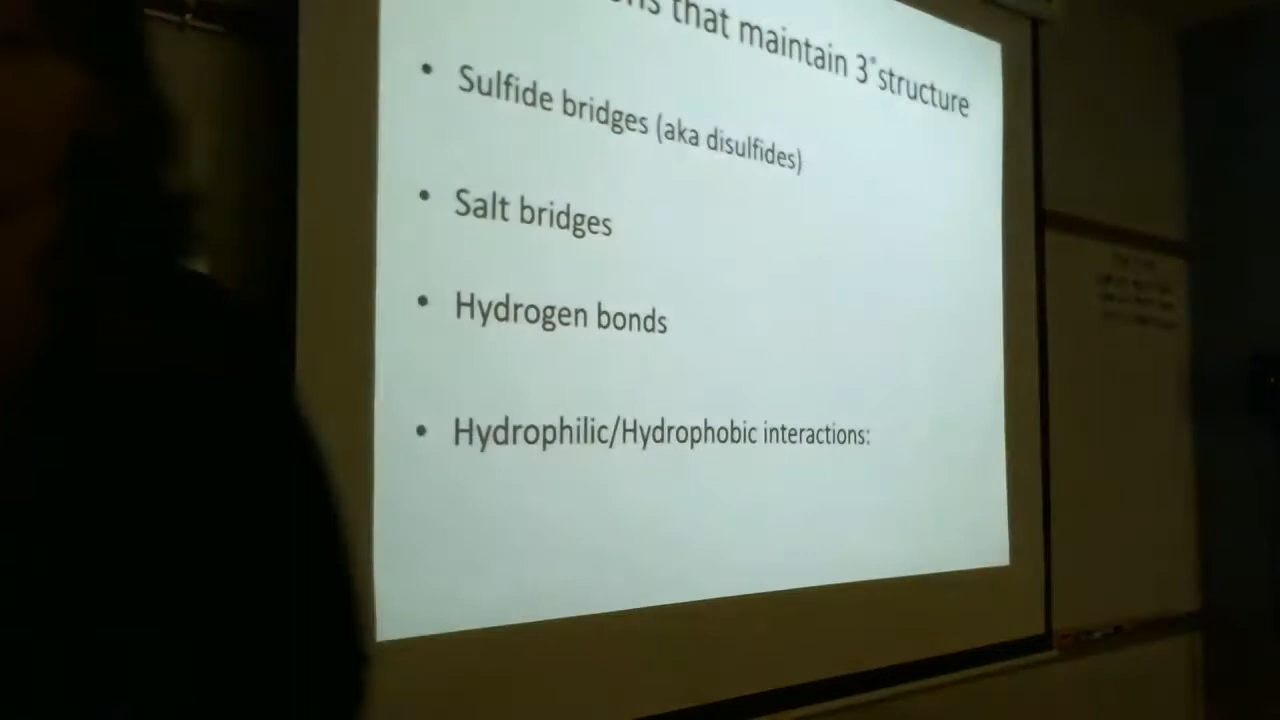 that maintain 3°structure
• Sulfide bridges (aka disulfides)
• Salt bridges
• Hydrogen bonds
• Hydrophilic/Hydrophobic interactions: